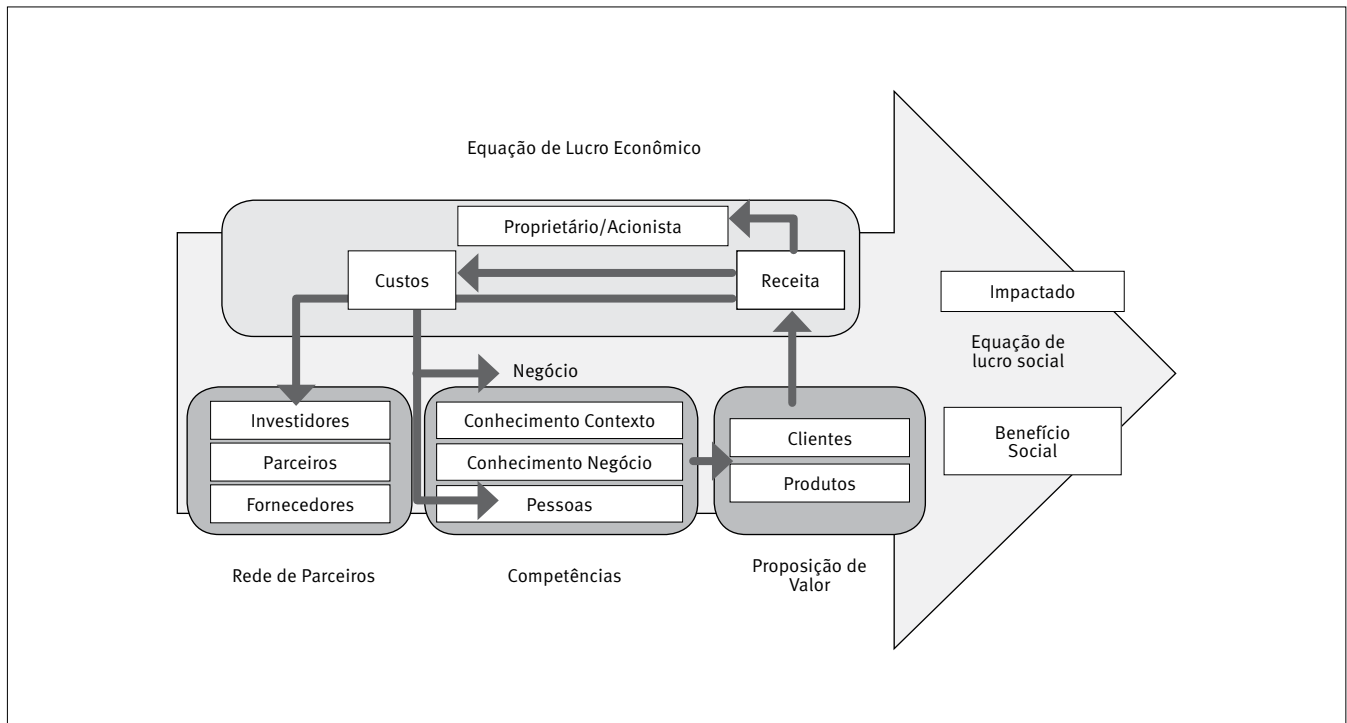 Equação de Lucro Econômico
Proprietário/Acionista
Custos
Receita
Impactado
Equação de
lucro social
Negócio
Investidores
Parceiros
Fornecedores
Conhecimento Contexto
Conhecimento Negócio
Pessoas
Clientes
Produtos
Benefício
Social
Rede de Parceiros
Competências
Proposição de
Valor